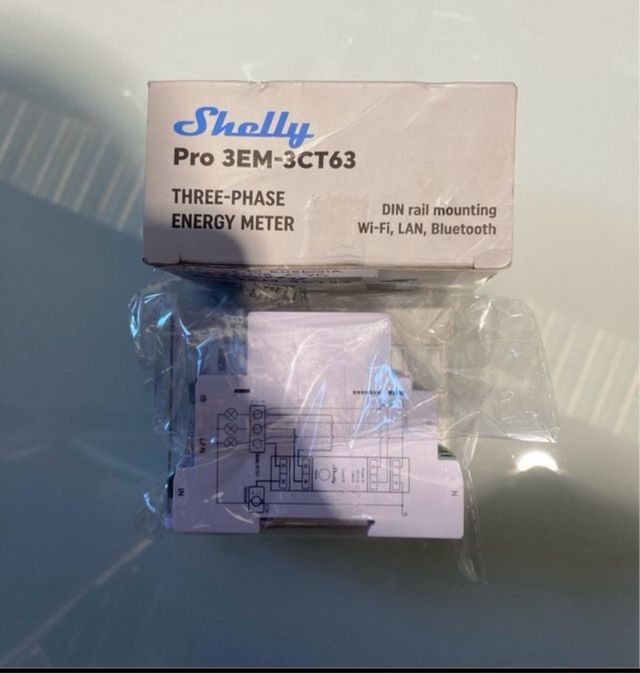 Shelly
Pro 3EM-3CT63
THREE-PHASE
ENERGY METER
DIN rail mounting
Wi-Fi, LAN, Bluetooth
N